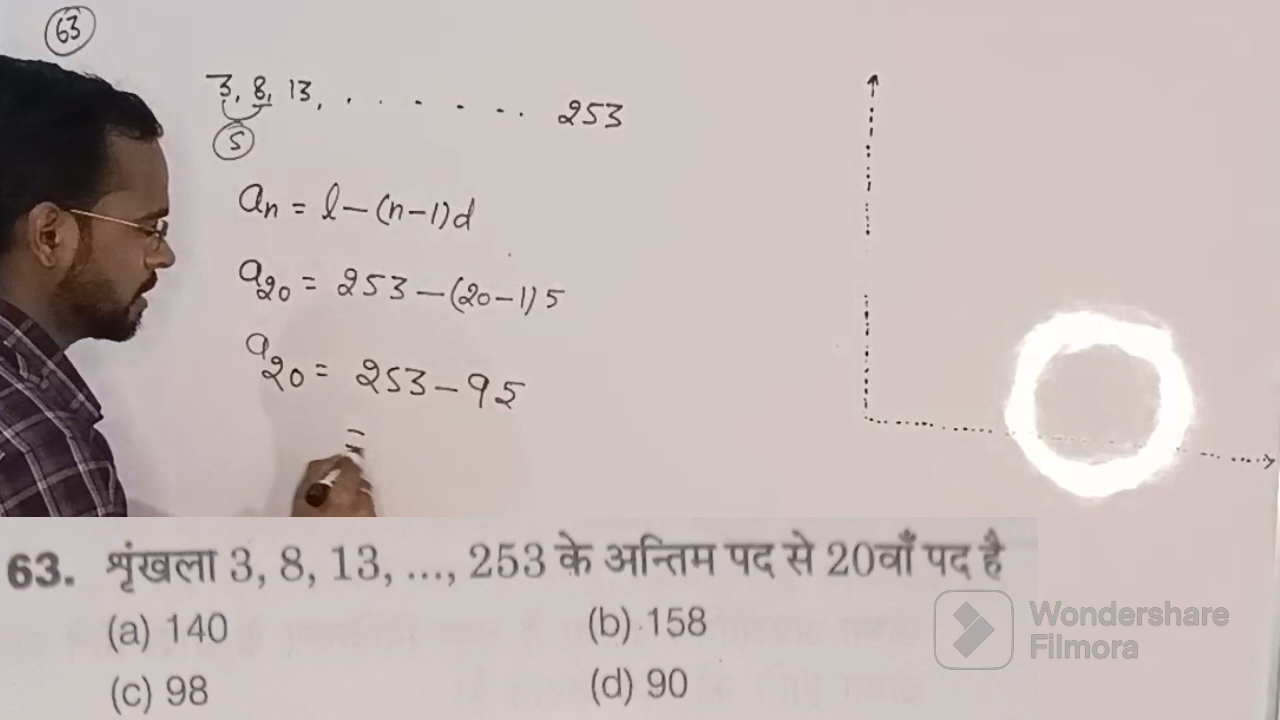 63
3, 8, 13, . . . . . . . 253
5
an = l – (n – 1)d
a20 = 253 – (20 – 1) 5
a20 = 253 – 95
=
63. श्रृंखला 3, 8, 13, ..., 253 के अन्तिम पद से 20वाँ पद है
(a) 140 (b) 158
(c) 98 (d) 90
Wondershare
Filmora